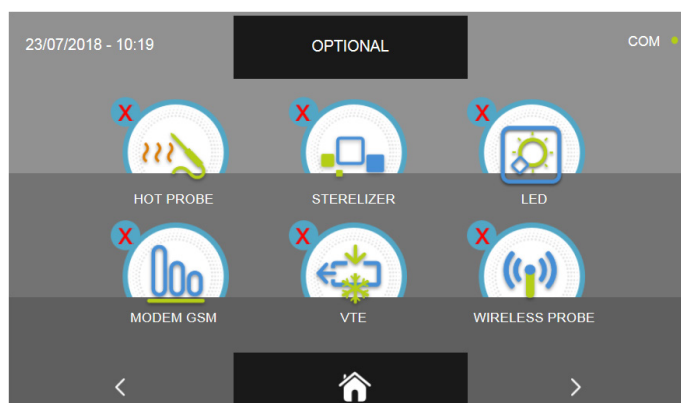 23/07/2018 - 10:19 OPTIONAL COM
X X X
HOT PROBE STERELIZER LED
X X X
MODEM GSM VTE WIRELESS PROBE